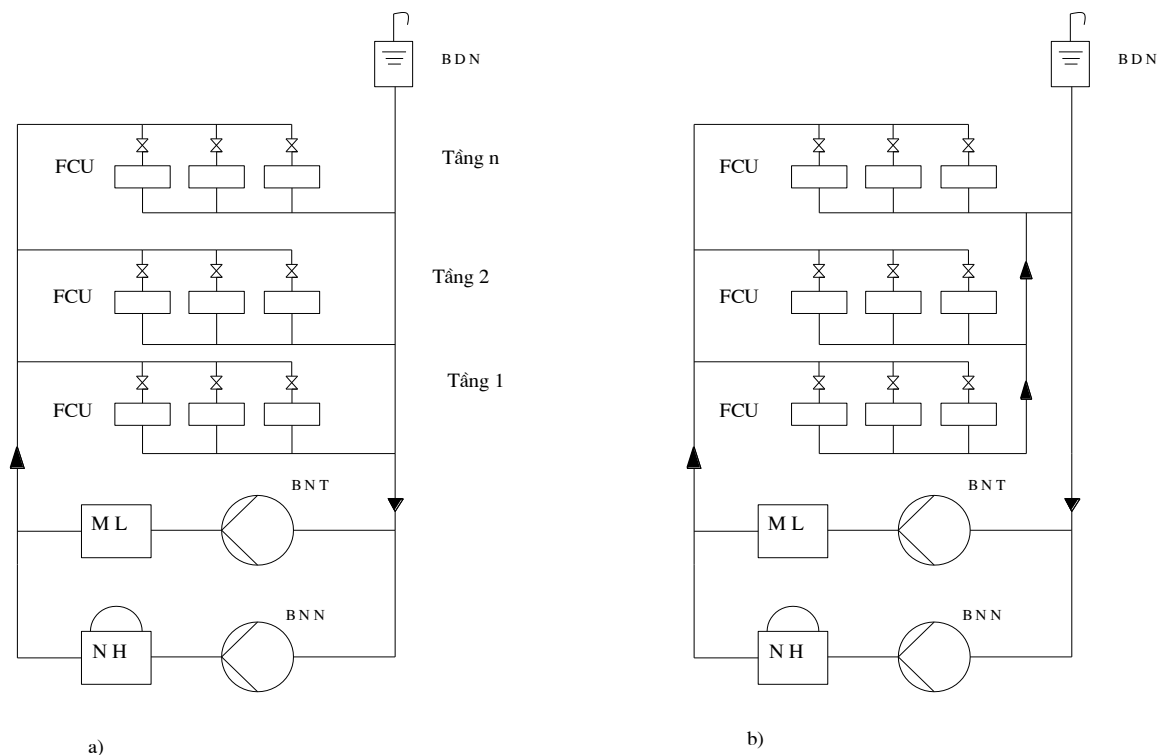 BDN
BDN
FCU
Tầng n
FCU
FCU
Tầng 2
FCU
FCU
Tầng 1
FCU
BNT
BNT
ML
ML
BNN
BNN
NH
NH
a)
b)